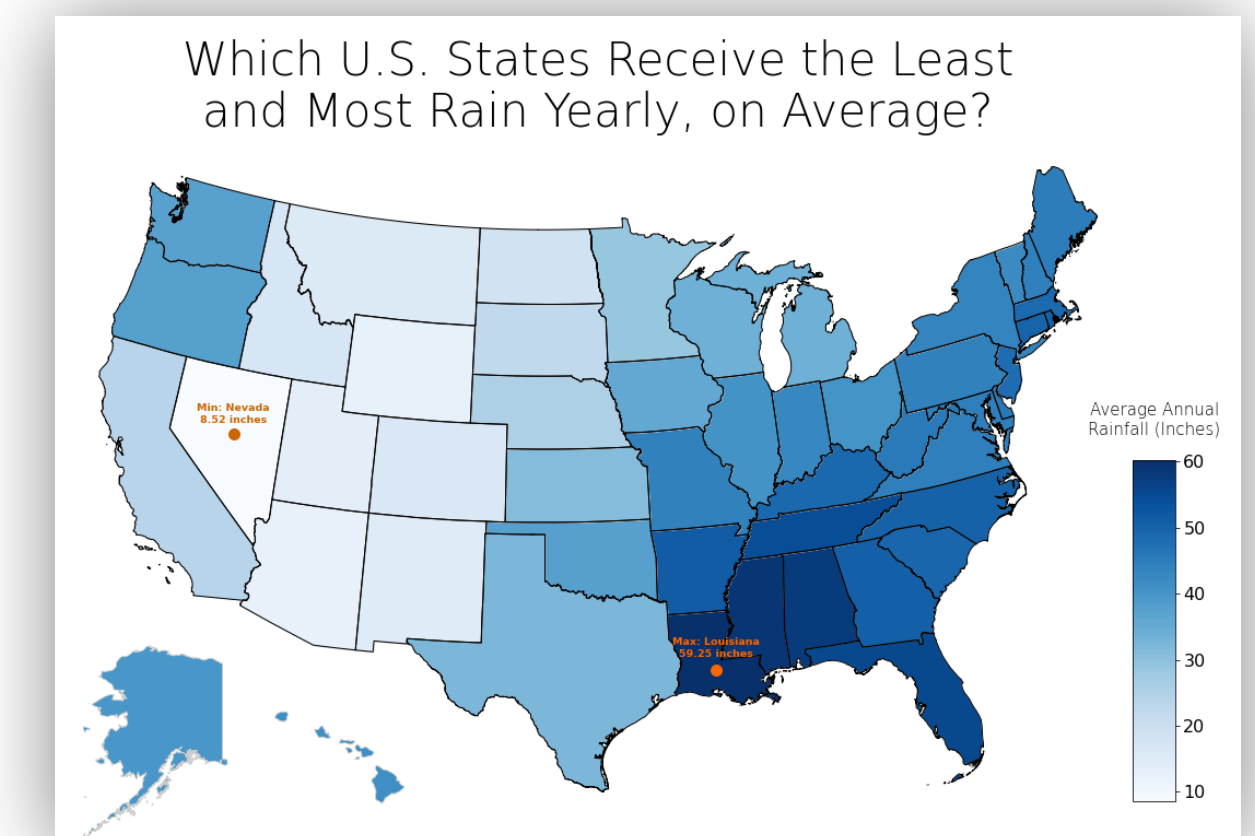 Which U.S. States Receive the Least
and Most Rain Yearly, on Average?
Min: Nevada
8.52 inches
Average Annual
Rainfall (Inches)
60
50
40
30
20
10
Max: Louisiana
59.25 inches